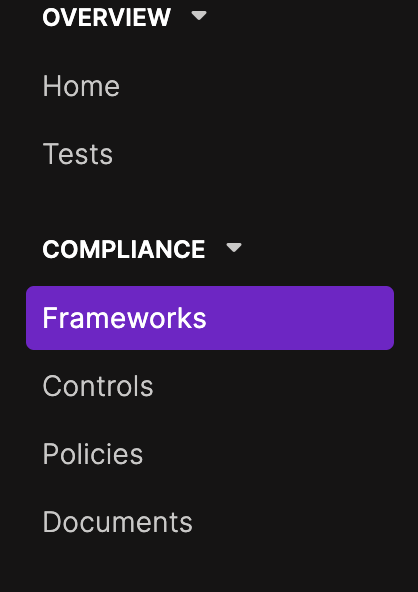 OVERVIEW
Home
Tests
COMPLIANCE
Frameworks
Controls
Policies
Documents